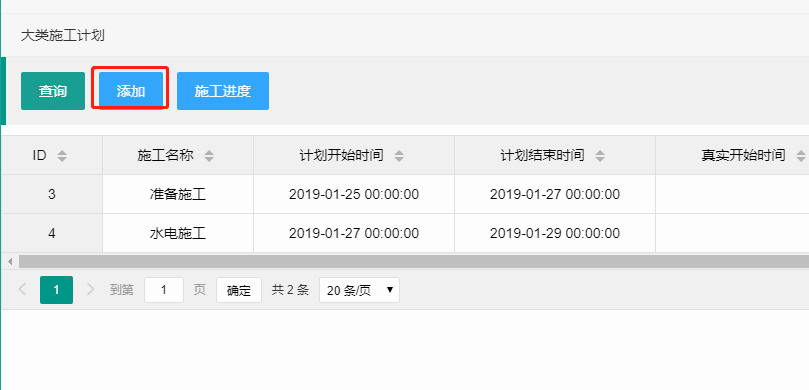 大类施工计划
查询 添加 施工进度
ID 施工名称 计划开始时间 计划结束时间 真实开始时间
3 准备施工 2019-01-25 00:00:00 2019-01-27 00:00:00
4 水电施工 2019-01-27 00:00:00 2019-01-29 00:00:00
1 到第 1 页 确定 共 2 条 20 条/页